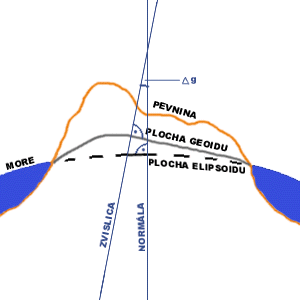 Δg
PEVNINA
PLOCHA GEOIDU
MORE
PLOCHA ELIPSOIDU
ZVISLICA
NORMÁLA